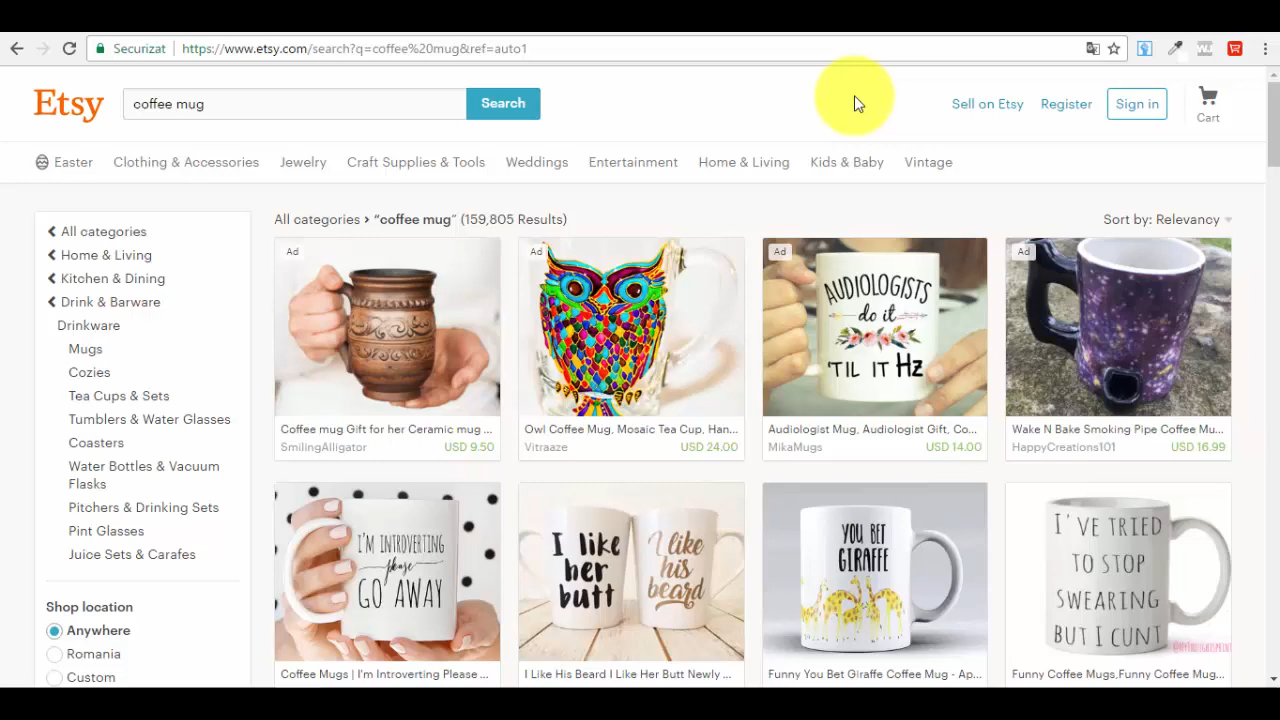 Securizat
https://www.etsy.com/search?q=coffee%20mug&ref=auto1
Etsy
coffee mug
Search
Sell on Etsy
Register
Sign in
Cart
Easter
Clothing & Accessories
Jewelry
Craft Supplies & Tools
Weddings
Entertainment
Home & Living
Kids & Baby
Vintage
All categories
Home & Living
Kitchen & Dining
Drink & Barware
Drinkware
Mugs
Cozies
Tea Cups & Sets
Tumblers & Water Glasses
Coasters
Water Bottles & Vacuum
Flasks
Pitchers & Drinking Sets
Pint Glasses
Juice Sets & Carafes
Shop location
Anywhere
Romania
Custom
All categories › “coffee mug” (159,805 Results)
Sort by: Relevancy
Ad
Coffee mug Gift for her Ceramic mug ...
SmilingAlligator
USD 9.50
Ad
Owl Coffee Mug, Mosaic Tea Cup, Han...
Vitraaze
USD 24.00
Ad
AUDIOLOGISTS
do it
'TIL IT Hz
Audiologist Mug, Audiologist Gift, Co...
MikaMugs
USD 14.00
Ad
Wake N Bake Smoking Pipe Coffee Mu...
HappyCreations101
USD 16.99
I'M INTROVERTING
please
GO AWAY
Coffee Mugs | I'm Introverting Please ...
I like
her
butt
I like
his
beard
I Like His Beard I Like Her Butt Newly ...
YOU BET
GIRAFFE
Funny You Bet Giraffe Coffee Mug - Ap...
I'VE TRIED
TO STOP
SWEARING
BUT I CUNT
Funny Coffee Mugs,Funny Coffee Mug...